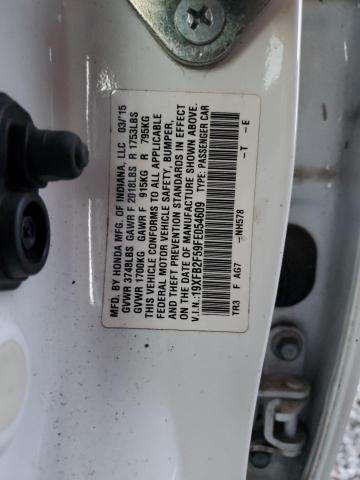 MFD. BY HONDA MFG. OF INDIANA, LLC 03/15
GVWR 3748LBS GAWR F 2018LBS R 1753LBS
GVWR 1700KG GAWR F 915KG R 795KG
THIS VEHICLE CONFORMS TO ALL APPLICABLE
FEDERAL MOTOR VEHICLE SAFETY, BUMPER,
AND THEFT PREVENTION STANDARDS IN EFFECT
ON THE DATE OF MANUFACTURE SHOWN ABOVE.
V.I.N.:19XFB2F59FE054609 TYPE: PASSENGER CAR
TR3 F AG7 -NH578 -T -E